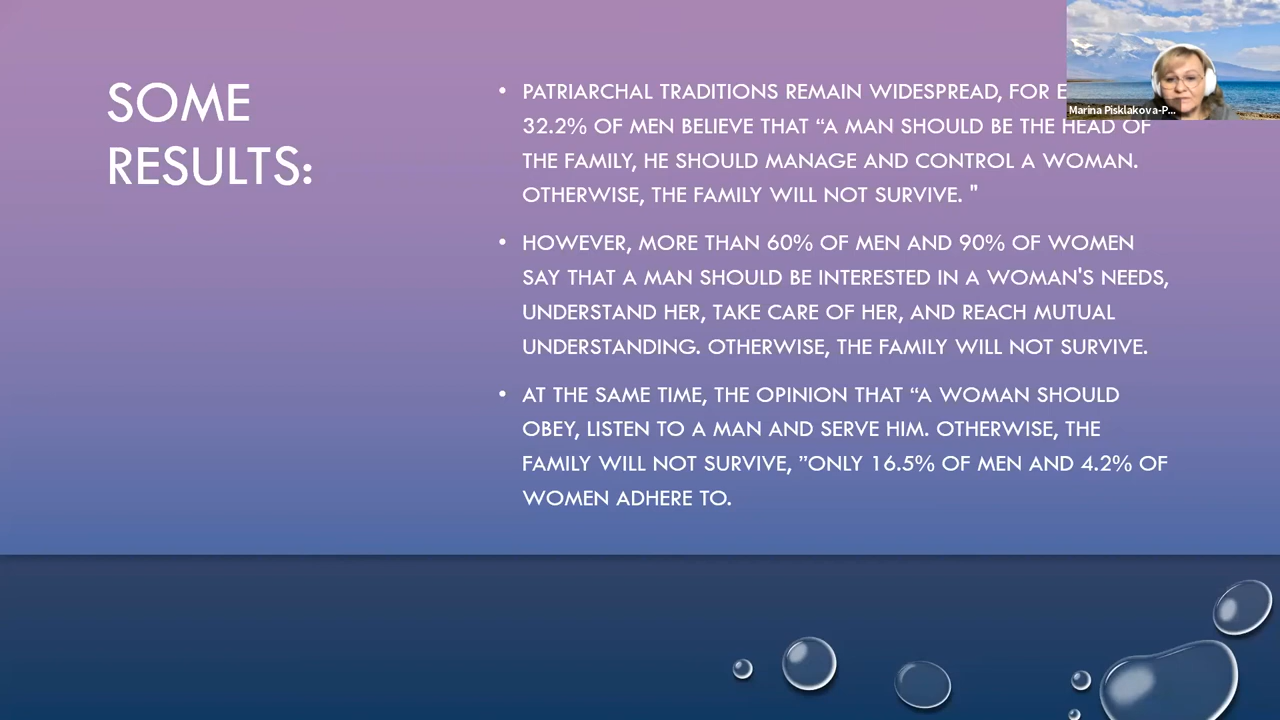 SOME
RESULTS:
• PATRIARCHAL TRADITIONS REMAIN WIDESPREAD, FOR
32.2% OF MEN BELIEVE THAT “A MAN SHOULD BE THE HEAD OF
THE FAMILY, HE SHOULD MANAGE AND CONTROL A WOMAN.
OTHERWISE, THE FAMILY WILL NOT SURVIVE. "
• HOWEVER, MORE THAN 60% OF MEN AND 90% OF WOMEN
SAY THAT A MAN SHOULD BE INTERESTED IN A WOMAN'S NEEDS,
UNDERSTAND HER, TAKE CARE OF HER, AND REACH MUTUAL
UNDERSTANDING. OTHERWISE, THE FAMILY WILL NOT SURVIVE.
• AT THE SAME TIME, THE OPINION THAT “A WOMAN SHOULD
OBEY, LISTEN TO A MAN AND SERVE HIM. OTHERWISE, THE
FAMILY WILL NOT SURVIVE, ”ONLY 16.5% OF MEN AND 4.2% OF
WOMEN ADHERE TO.
Marina Pisklakova-P...